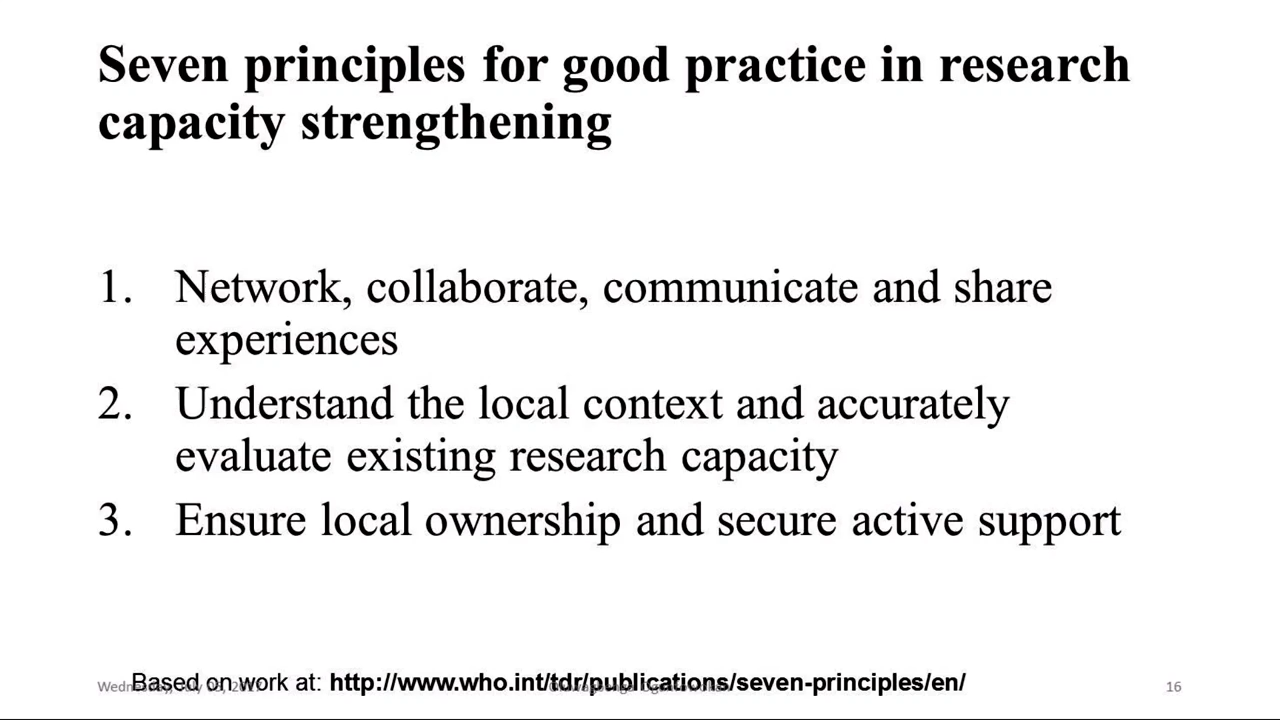 Seven principles for good practice in research
capacity strengthening
1. Network, collaborate, communicate and share
experiences
2. Understand the local context and accurately
evaluate existing research capacity
3. Ensure local ownership and secure active support
Based on work at: http://www.who.int/tdr/publications/seven-principles/en/
Wednesday, July
16